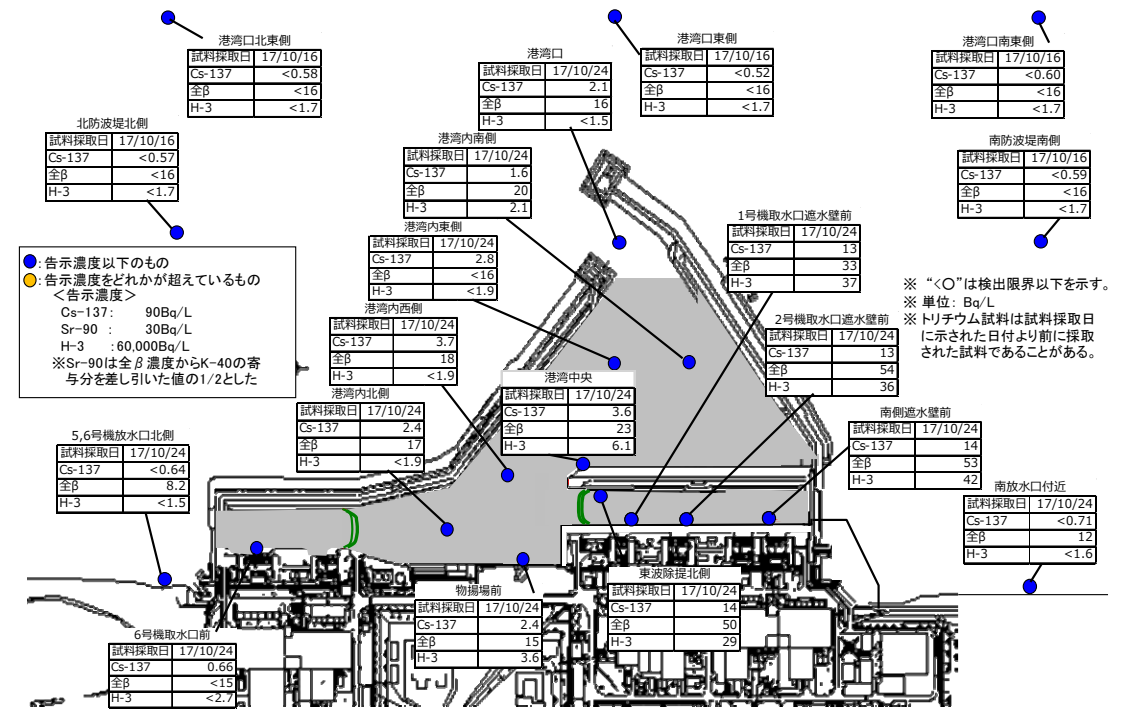 港湾口北東側
試料採取日 17/10/16
Cs-137 <0.58
全β <16
H-3 <1.7
港湾口
試料採取日 17/10/24
Cs-137 2.1
全β 16
H-3 <1.5
港湾口東側
試料採取日 17/10/16
Cs-137 <0.52
全β <16
H-3 <1.7
港湾口南東側
試料採取日 17/10/16
Cs-137 <0.60
全β <16
H-3 <1.7
北防波堤北側
試料採取日 17/10/16
Cs-137 <0.57
全β <16
H-3 <1.7
港湾内南側
試料採取日 17/10/24
Cs-137 1.6
全β 20
H-3 2.1
南防波堤南側
試料採取日 17/10/16
Cs-137 <0.59
全β <16
H-3 <1.7
港湾内東側
試料採取日 17/10/24
Cs-137 2.8
全β <16
H-3 <1.9
1号機取水口遮水壁前
試料採取日 17/10/24
Cs-137 13
全β 33
H-3 37
:告示濃度以下のもの
:告示濃度をどれかが超えているもの
＜告示濃度＞
Cs-137: 90Bq/L
Sr-90 : 30Bq/L
H-3 :60,000Bq/L
※Sr-90は全β濃度からK-40の寄
与分を差し引いた値の1/2とした
※ “<○”は検出限界以下を示す。
※ 単位: Bq/L
※ トリチウム試料は試料採取日
に示された日付より前に採取
された試料であることがある。
港湾内西側
試料採取日 17/10/24
Cs-137 3.7
全β 18
H-3 <1.9
2号機取水口遮水壁前
試料採取日 17/10/24
Cs-137 13
全β 54
H-3 36
港湾中央
試料採取日 17/10/24
Cs-137 3.6
全β 23
H-3 6.1
港湾内北側
試料採取日 17/10/24
Cs-137 2.4
全β 17
H-3 <1.9
南側遮水壁前
試料採取日 17/10/24
Cs-137 14
全β 53
H-3 42
5,6号機放水口北側
試料採取日 17/10/24
Cs-137 <0.64
全β 8.2
H-3 <1.5
南放水口付近
試料採取日 17/10/24
Cs-137 <0.71
全β 12
H-3 <1.6
東波除堤北側
試料採取日 17/10/24
Cs-137 14
全β 50
H-3 29
物揚場前
試料採取日 17/10/24
Cs-137 2.4
全β 15
H-3 3.6
6号機取水口前
試料採取日 17/10/24
Cs-137 0.66
全β <15
H-3 <2.7